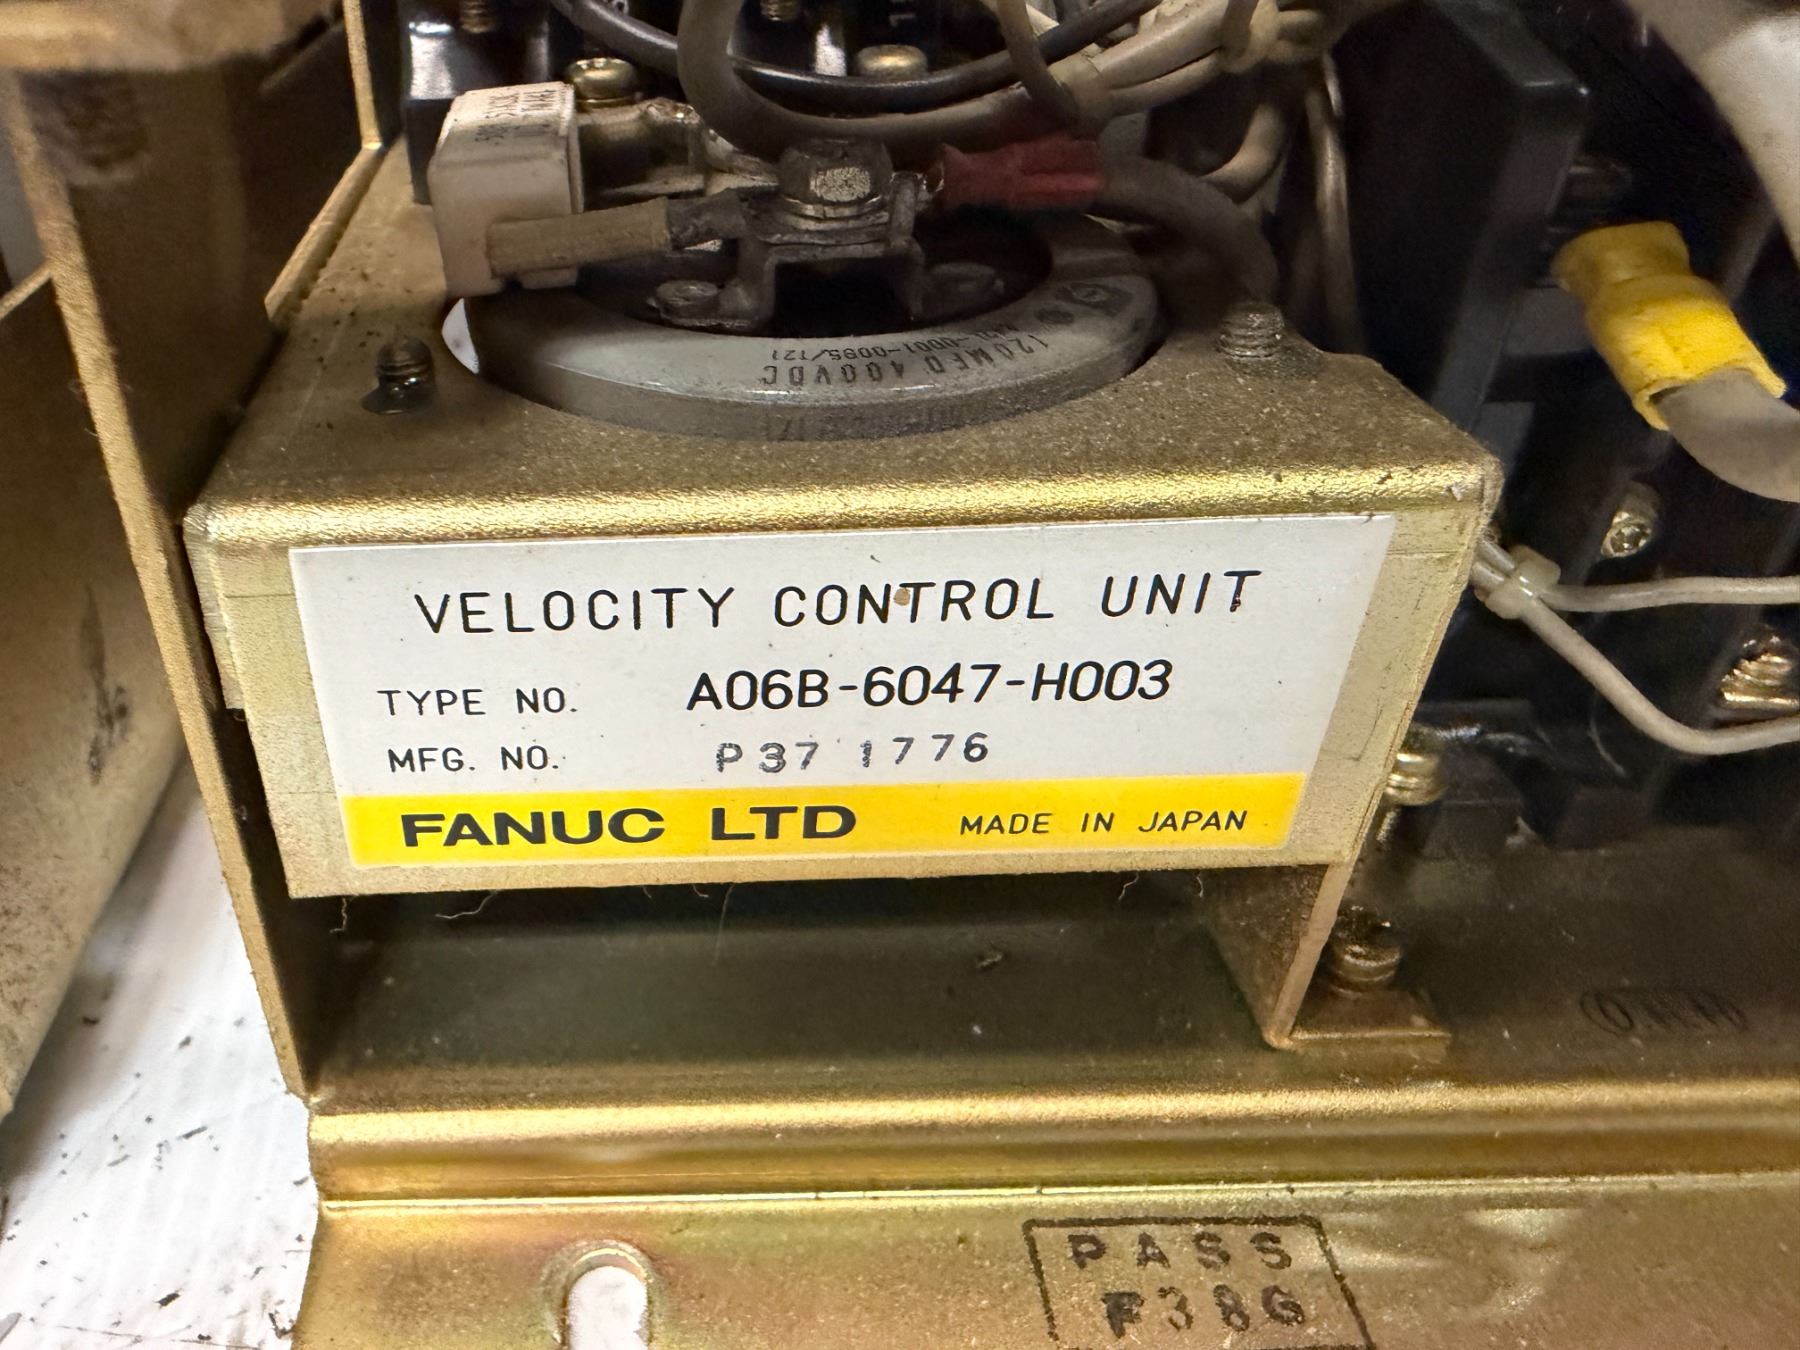 120MFD 400VDC
VELOCITY CONTROL UNIT
TYPE NO. A06B-6047-H003
MFG. NO. P37 1776
FANUC LTD MADE IN JAPAN
PASS
F386